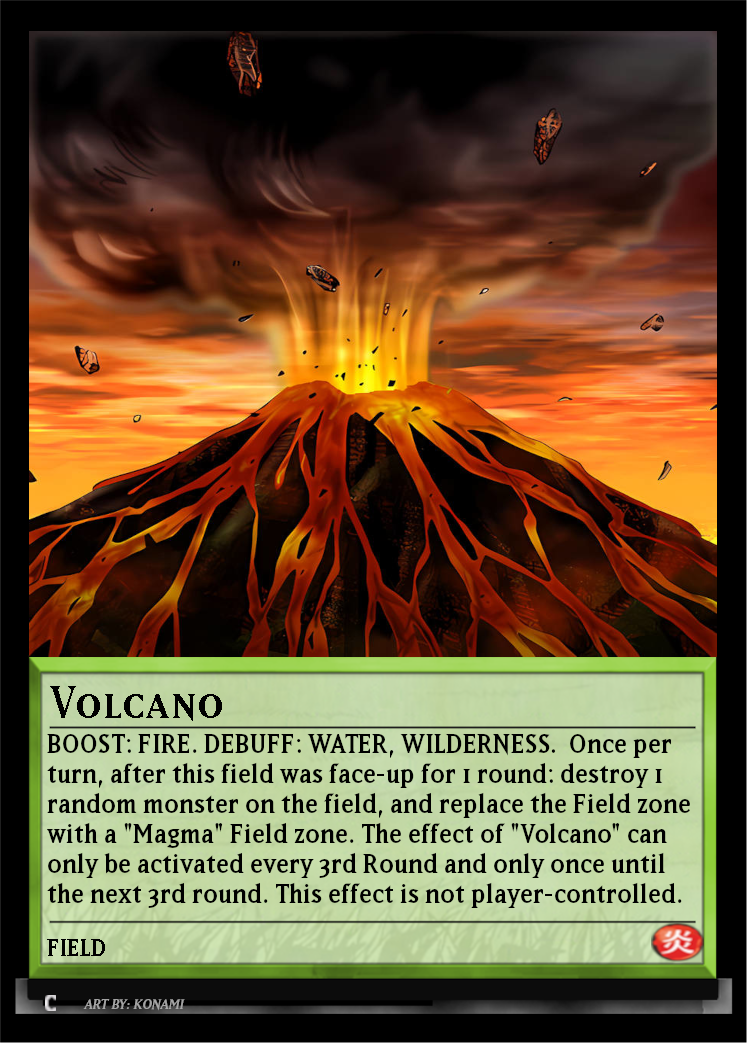 Volcano
BOOST: FIRE. DEBUFF: WATER, WILDERNESS. Once per
turn, after this field was face-up for 1 round: destroy 1
random monster on the field, and replace the Field zone
with a "Magma" Field zone. The effect of "Volcano" can
only be activated every 3rd Round and only once until
the next 3rd round. This effect is not player-controlled.
FIELD
炎
C ART BY: KONAMI